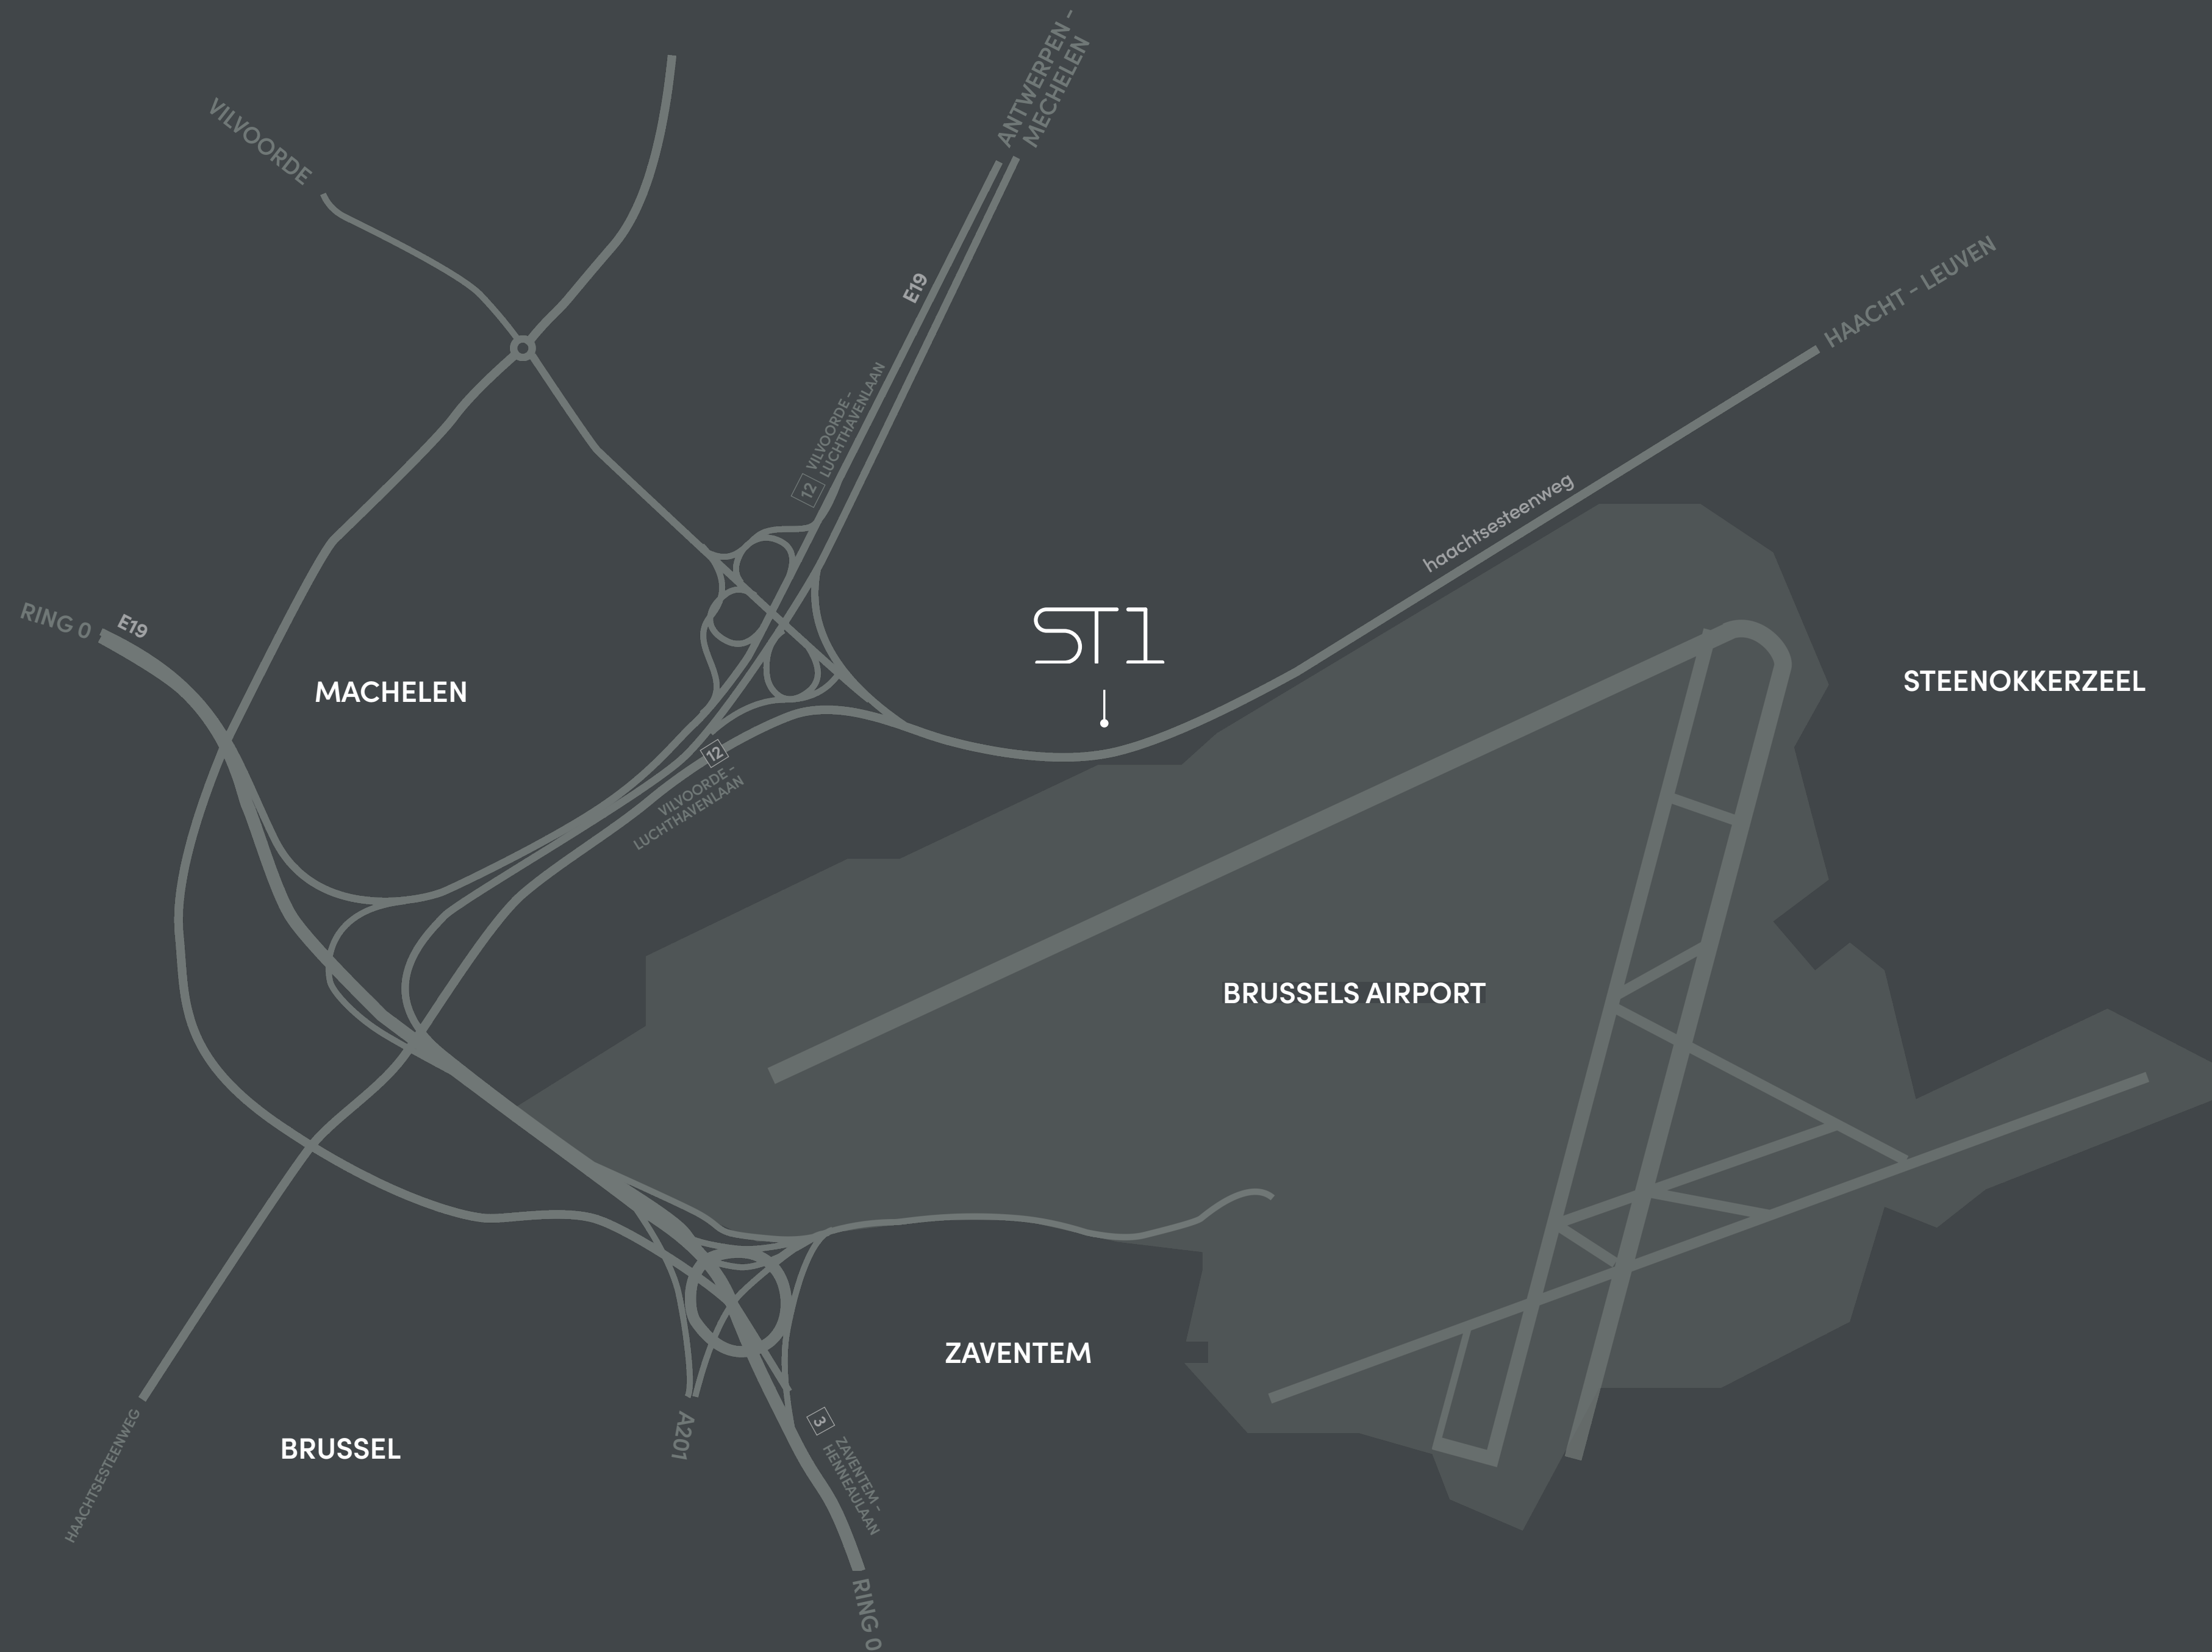 ANTWERPEN –
MECHELEN
VILVOORDE
HAACHT – LEUVEN
E19
VILVOORDE –
LUCHTHAVENLAAN
12
haachtsesteenweg
RING 0
E19
ST1
MACHELEN
STEENOKKERZEEL
12
VILVOORDE –
LUCHTHAVENLAAN
BRUSSELS AIRPORT
ZAVENTEM
HAACHTSESTEENWEG
BRUSSEL
A201
3
ZAVENTEM –
HENNEAULAAN
RING 0